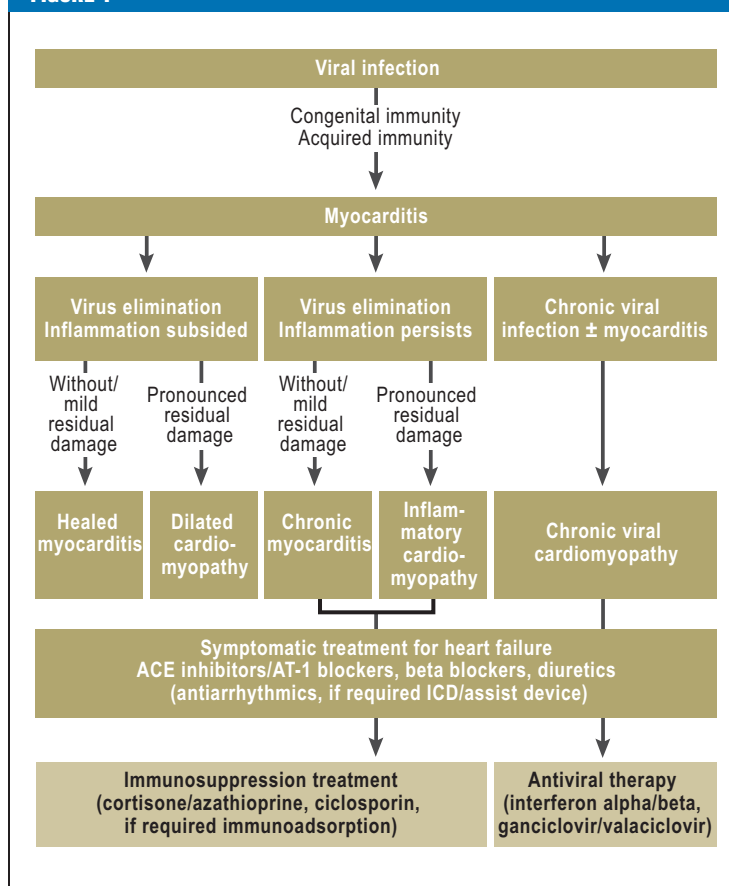 Viral infection
Congenital immunity
Acquired immunity
Myocarditis
Virus elimination
Inflammation subsided
Virus elimination
Inflammation persists
Chronic viral
infection ± myocarditis
Without/
mild
residual
damage
Pronounced
residual
damage
Without/
mild
residual
damage
Pronounced
residual
damage
Healed
myocarditis
Dilated
cardio-
myopathy
Chronic
myocarditis
Inflam-
matory
cardio-
myopathy
Chronic viral
cardiomyopathy
Symptomatic treatment for heart failure
ACE inhibitors/AT-1 blockers, beta blockers, diuretics
(antiarrhythmics, if required ICD/assist device)
Immunosuppression treatment
(cortisone/azathioprine, ciclosporin,
if required immunoadsorption)
Antiviral therapy
(interferon alpha/beta,
ganciclovir/valaciclovir)